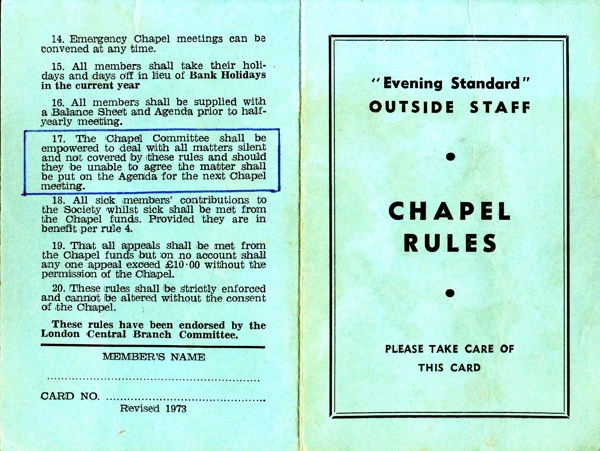 14. Emergency Chapel meetings can be
convened at any time.
15. All members shall take their holi-
days and days off in lieu of Bank Holidays
in the current year
16. All members shall be supplied with
a Balance Sheet and Agenda prior to half-
yearly meeting.
17. The Chapel Committee shall be
empowered to deal with all matters silent
and not covered by these rules and should
they be unable to agree the matter shall
be put on the Agenda for the next Chapel
meeting.
18. All sick members' contributions to
the Society whilst sick shall be met from
the Chapel funds. Provided they are in
benefit per rule 4.
19. That all appeals shall be met from
the Chapel funds but on no account shall
any one appeal exceed £10·00 without the
permission of the Chapel.
20. These rules shall be strictly enforced
and cannot be altered without the consent
of the Chapel.
These rules have been endorsed by the
London Central Branch Committee.
MEMBER'S NAME
CARD NO.
Revised 1973
"Evening Standard"
OUTSIDE STAFF
CHAPEL
RULES
PLEASE TAKE CARE OF
THIS CARD